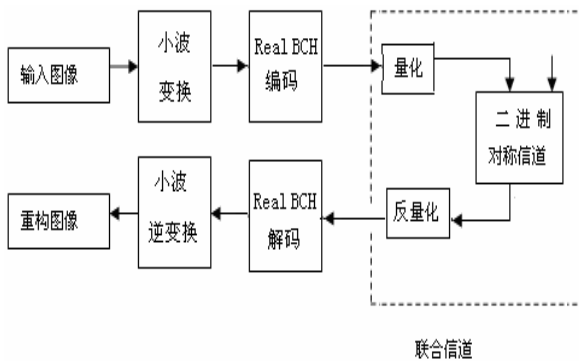 输入图像
小波
变换
Real BCH
编码
量化
二进制
对称信道
重构图像
小波
逆变换
Real BCH
解码
反量化
联合信道